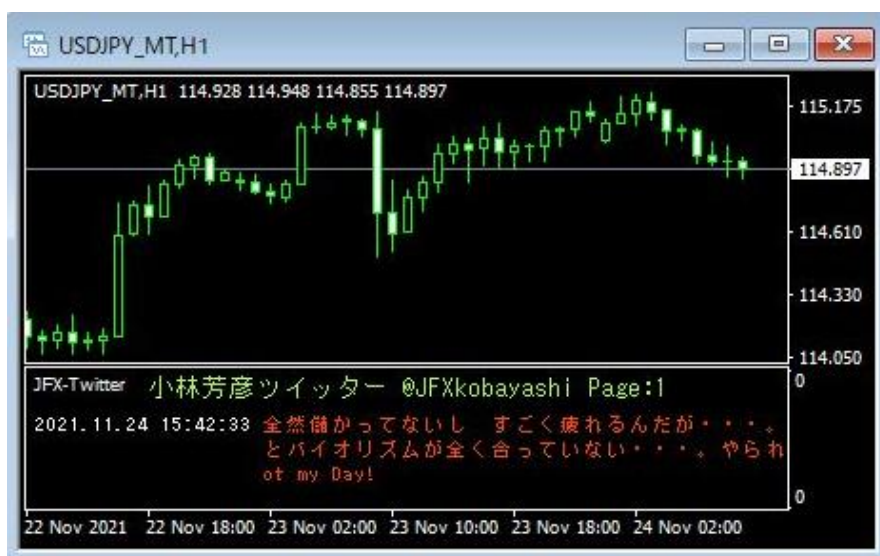 USDJPY_MT,H1
USDJPY_MT,H1 114.928 114.948 114.855 114.897
115.175
114.897
114.610
114.330
114.050
JFX-Twitter 小林芳彦ツイッター @JFXkobayashi Page:1
0
2021.11.24 15:42:33 全然儲かってないし すごく疲れるんだが・・・。
とバイオリズムが全く合っていない・・・。やられ
ot my Day!
0
22 Nov 2021 22 Nov 18:00 23 Nov 02:00 23 Nov 10:00 23 Nov 18:00 24 Nov 02:00